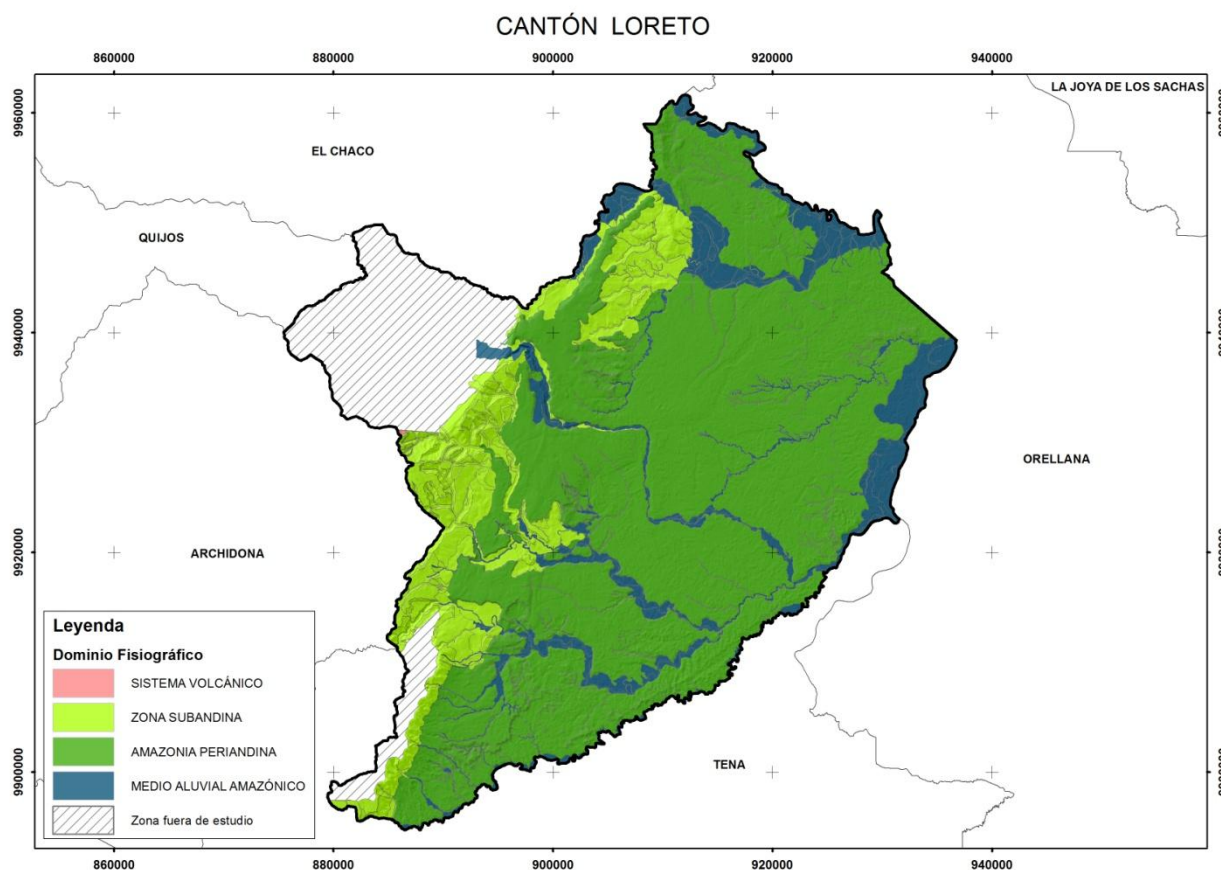 CANTÓN LORETO
860000 880000 900000 920000 940000
LA JOYA DE LOS SACHAS
9960000
EL CHACO
QUIJOS
9940000
ORELLANA
ARCHIDONA
9920000
TENA
9900000
Leyenda
Dominio Fisiográfico
SISTEMA VOLCÁNICO
ZONA SUBANDINA
AMAZONIA PERIANDINA
MEDIO ALUVIAL AMAZÓNICO
Zona fuera de estudio
860000 880000 900000 920000 940000